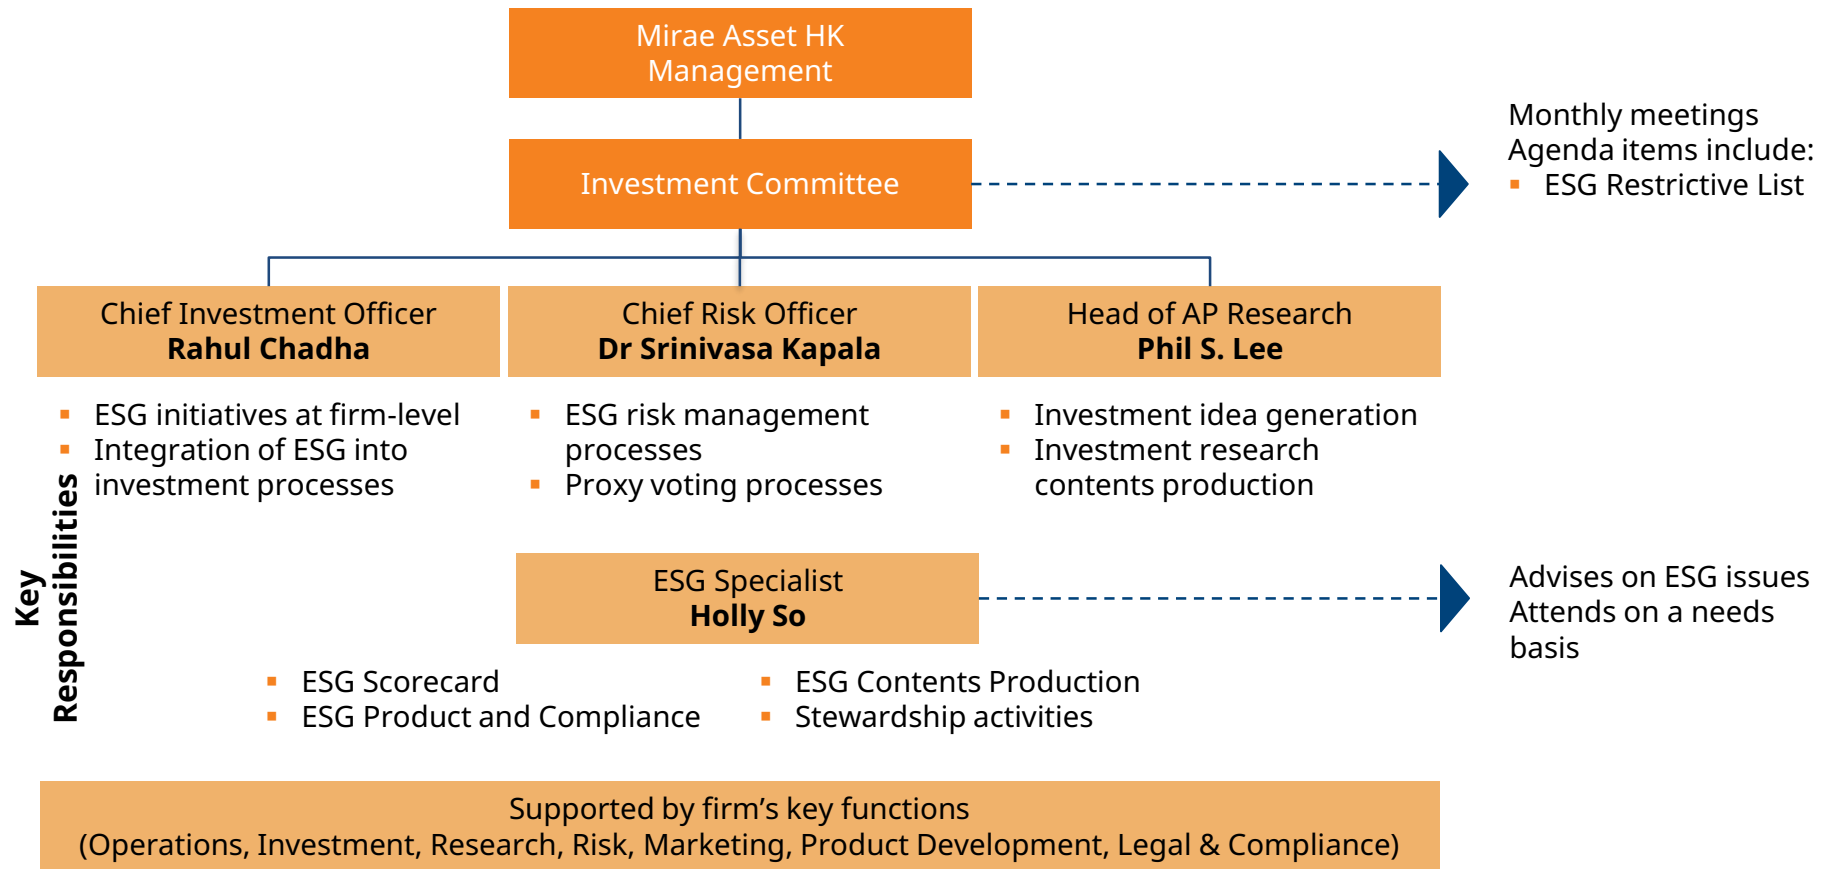 Mirae Asset HK
Management
Investment Committee
Monthly meetings
Agenda items include:
▪ ESG Restrictive List
Chief Investment Officer
Rahul Chadha
Chief Risk Officer
Dr Srinivasa Kapala
Head of AP Research
Phil S. Lee
Key
Responsibilities
▪ ESG initiatives at firm-level
▪ Integration of ESG into
investment processes
▪ ESG risk management
processes
▪ Proxy voting processes
▪ Investment idea generation
▪ Investment research
contents production
ESG Specialist
Holly So
Advises on ESG issues
Attends on a needs
basis
▪ ESG Scorecard
▪ ESG Product and Compliance
▪ ESG Contents Production
▪ Stewardship activities
Supported by firm’s key functions
(Operations, Investment, Research, Risk, Marketing, Product Development, Legal & Compliance)